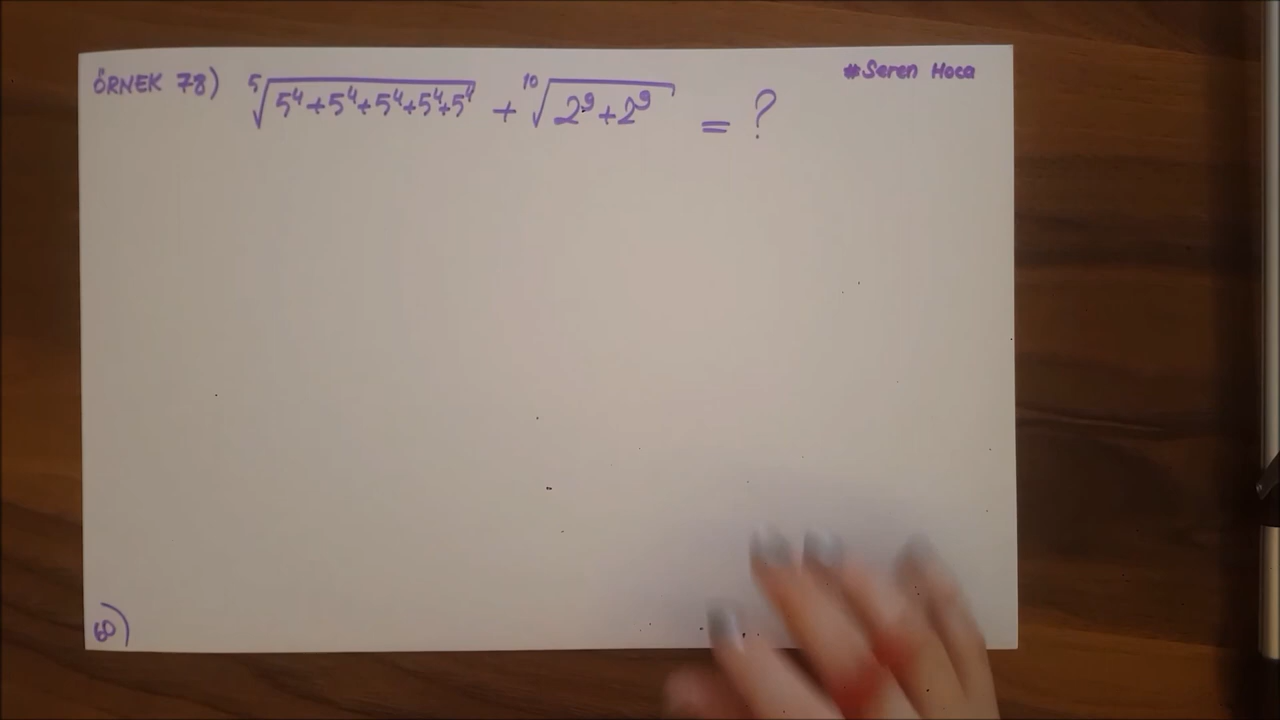 ÖRNEK 78) ⁵√(5⁴+5⁴+5⁴+5⁴+5⁴) + ¹⁰√(2⁹+2⁹) = ?
#Seren Hoca
60)